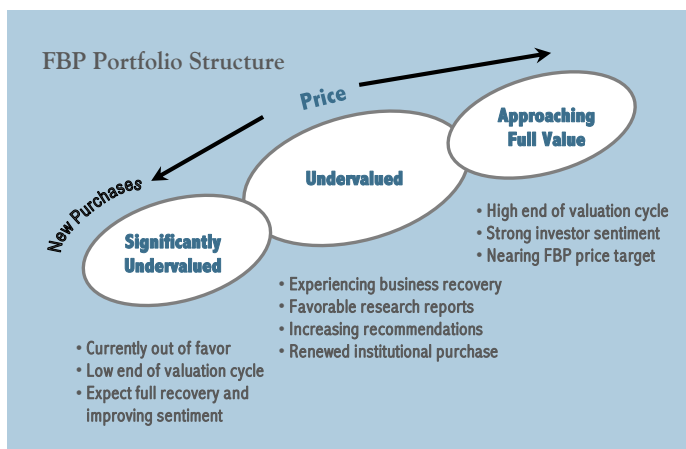 FBP Portfolio Structure
Price
Approaching
Full Value
Undervalued
New Purchases
Significantly
Undervalued
• High end of valuation cycle
• Strong investor sentiment
• Nearing FBP price target
• Experiencing business recovery
• Favorable research reports
• Increasing recommendations
• Renewed institutional purchase
• Currently out of favor
• Low end of valuation cycle
• Expect full recovery and
improving sentiment